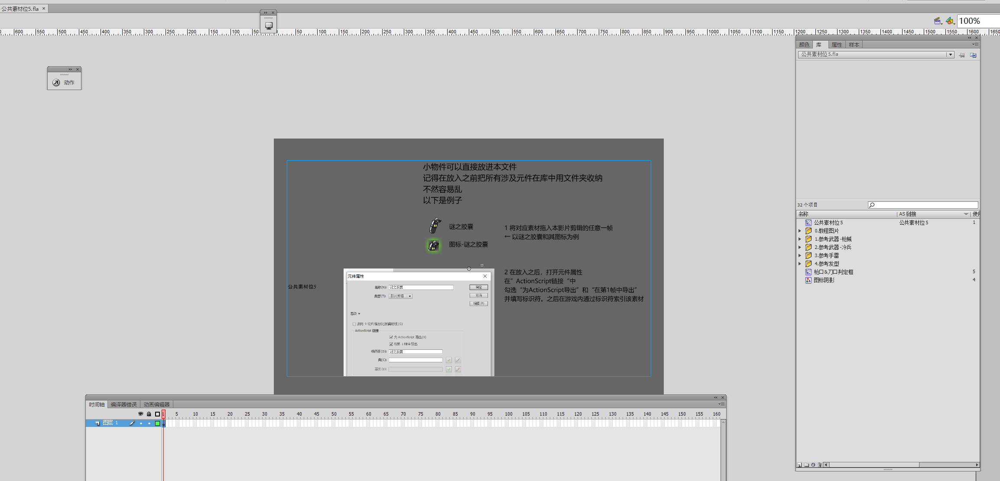 公共素材位5.fla
100%
600 550 500 450 400 350 300 250 200 150 100 50 50 100 150 200 250 300 350 400 450 500 550 600 650 700 750 800 850 900 950 1000 1050 1100 1150 1200 1250 1300 1350 1400 1450 1500 1550 1600 1650
动作
颜色 库 属性 样本
公共素材位5.fla
32 个项目
名称 AS 链接
公共素材位5 公共素材位5 1
0.教程图片
1.参考武器-枪械
2.参考武器-冷兵
3.参考手雷
4.参考发型
枪口&刀口判定框 5
图标阴影 4
小物件可以直接放进本文件
记得在放入之前把所有涉及元件在库中用文件夹收纳
不然容易乱
以下是例子
谜之胶囊
图标-谜之胶囊
1 将对应素材拖入本影片剪辑的任意一帧
← 以谜之胶囊和其图标为例
公共素材位5
元件属性
名称(N): 谜之胶囊 确定
类型(T): 影片剪辑 取消
编辑(E)
高级
启用 9 切片缩放比例辅助线(G)
ActionScript 链接
为 ActionScript 导出(X)
在第 1 帧中导出
标识符(D): 谜之胶囊
类(C):
基类(B):
2 在放入之后，打开元件属性
在”ActionScript链接“中
勾选“为ActionScript导出”和“在第1帧中导出”
并填写标识符。之后在游戏内通过标识符索引该素材
时间轴 编译器错误 动画编辑器
1 5 10 15 20 25 30 35 40 45 50 55 60 65 70 75 80 85 90 95 100 105 110 115 120 125 130 135 140 145 150 155 160
图层 1